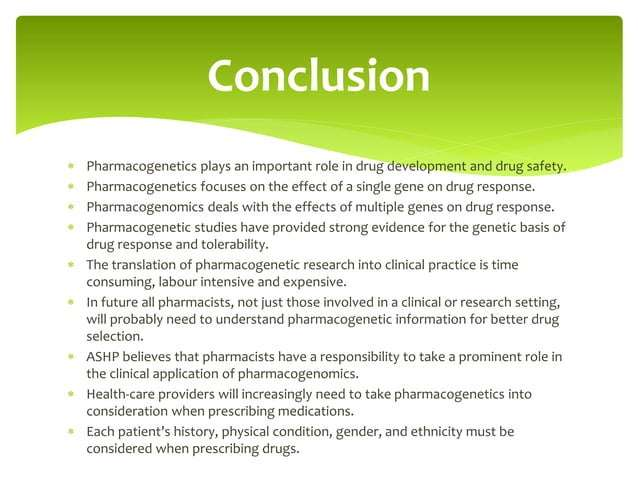 Conclusion
Pharmacogenetics plays an important role in drug development and drug safety.
Pharmacogenetics focuses on the effect of a single gene on drug response.
Pharmacogenomics deals with the effects of multiple genes on drug response.
Pharmacogenetic studies have provided strong evidence for the genetic basis of
drug response and tolerability.
The translation of pharmacogenetic research into clinical practice is time
consuming, labour intensive and expensive.
In future all pharmacists, not just those involved in a clinical or research setting,
will probably need to understand pharmacogenetic information for better drug
selection.
ASHP believes that pharmacists have a responsibility to take a prominent role in
the clinical application of pharmacogenomics.
Health-care providers will increasingly need to take pharmacogenetics into
consideration when prescribing medications.
Each patient's history, physical condition, gender, and ethnicity must be
considered when prescribing drugs.